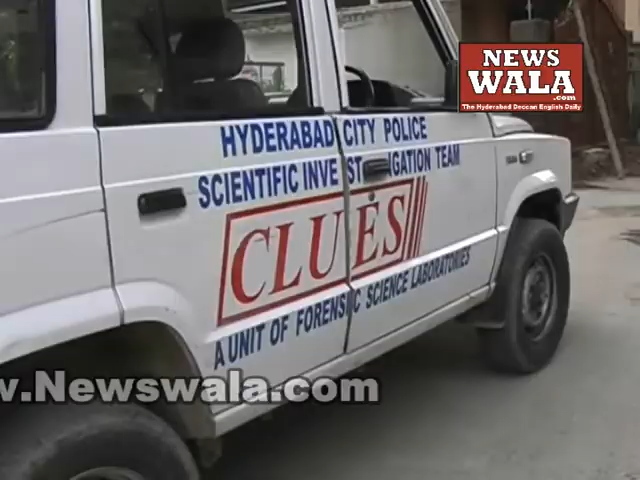 NEWS
WALA
.com
The Hyderabad Deccan English Daily
HYDERABAD CITY POLICE
SCIENTIFIC INVESTIGATION TEAM
CLUES
A UNIT OF FORENSIC SCIENCE LABORATORIES
w.Newswala.com